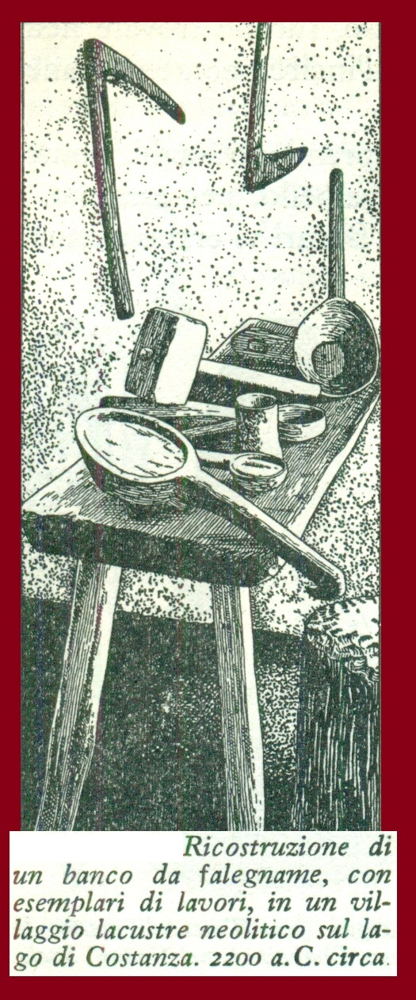 Ricostruzione di
un banco da falegname, con
esemplari di lavori, in un vil-
laggio lacustre neolitico sul la-
go di Costanza. 2200 a.C. circa.